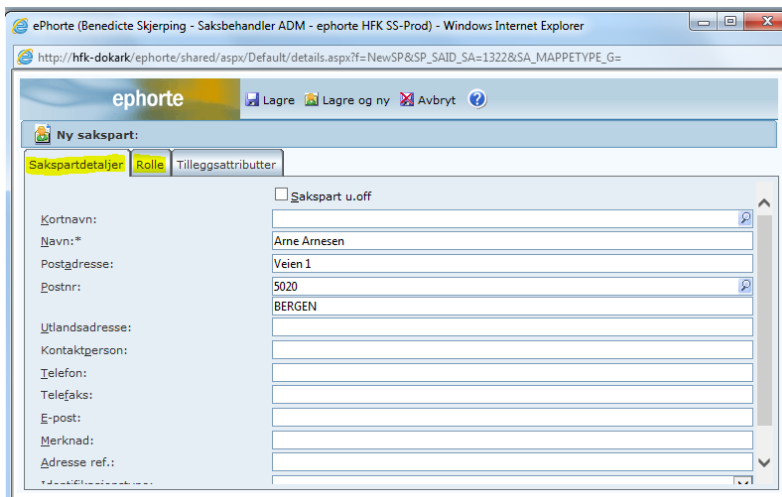 ePhorte (Benedicte Skjerping - Saksbehandler ADM - ephorte HFK SS-Prod) - Windows Internet Explorer
http://hfk-dokark/ephorte/shared/aspx/Default/details.aspx?f=NewSP&SP_SAID_SA=1322&SA_MAPPETYPE_G=
ephorte Lagre Lagre og ny Avbryt ?
Ny sakspart:
Sakspartdetaljer Rolle Tilleggsattributter
Sakspart u.off
Kortnavn:
Navn:* Arne Arnesen
Postadresse: Veien 1
Postnr: 5020
BERGEN
Utlandsadresse:
Kontaktperson:
Telefon:
Telefaks:
E-post:
Merknad:
Adresse ref.:
Identifikasjonstype: